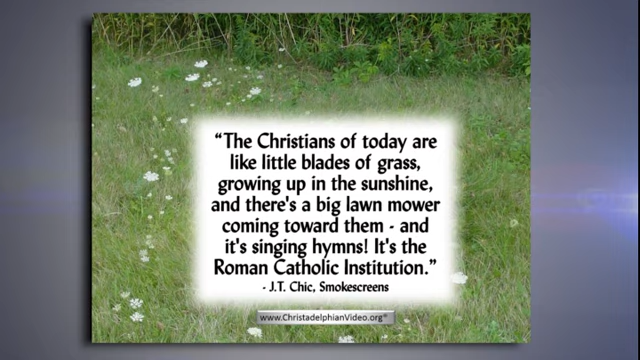 “The Christians of today are
like little blades of grass,
growing up in the sunshine,
and there's a big lawn mower
coming toward them - and
it's singing hymns! It's the
Roman Catholic Institution.”
- J.T. Chic, Smokescreens
www.ChristadelphianVideo.org®